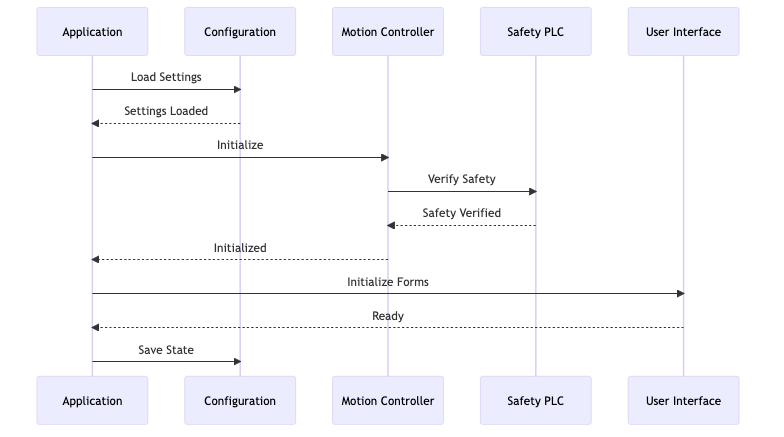 Application
Configuration
Motion Controller
Safety PLC
User Interface
Load Settings
Settings Loaded
Initialize
Verify Safety
Safety Verified
Initialized
Initialize Forms
Ready
Save State
Application
Configuration
Motion Controller
Safety PLC
User Interface